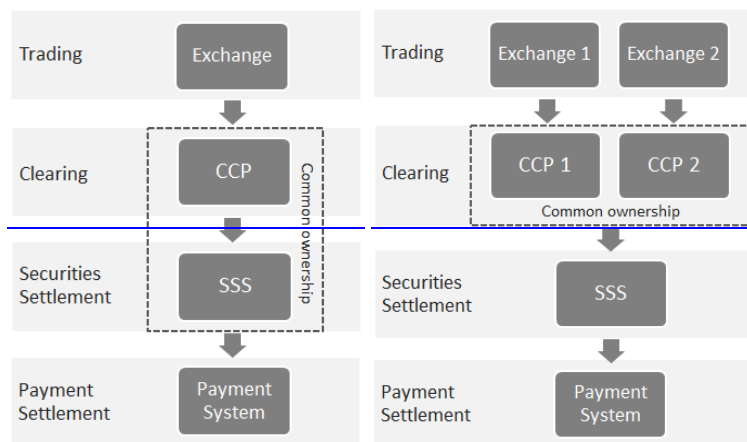 Trading
Exchange
Clearing
CCP
Common ownership
Securities
Settlement
SSS
Payment
Settlement
Payment
System
Trading
Exchange 1
Exchange 2
Clearing
CCP 1
CCP 2
Common ownership
Securities
Settlement
SSS
Payment
Settlement
Payment
System